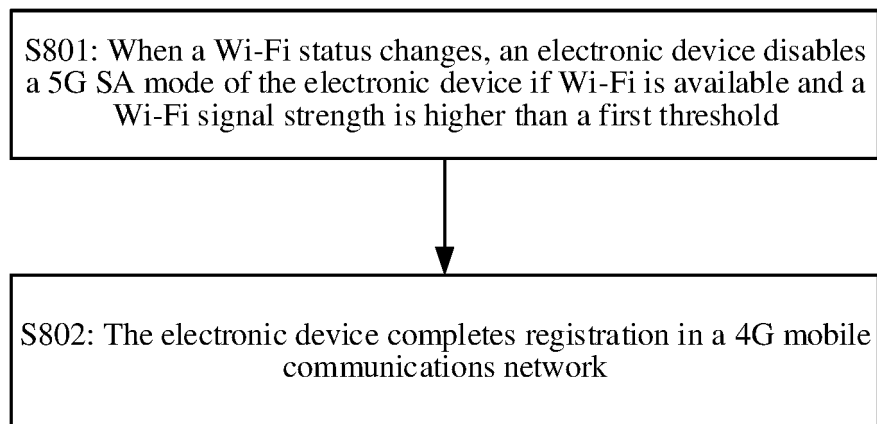 S801: When a Wi-Fi status changes, an electronic device disables
a 5G SA mode of the electronic device if Wi-Fi is available and a
Wi-Fi signal strength is higher than a first threshold
S802: The electronic device completes registration in a 4G mobile
communications network